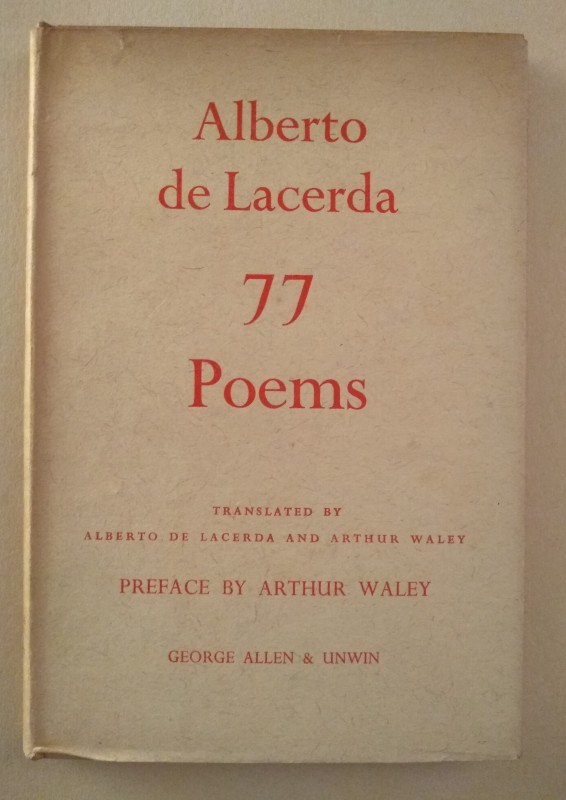 Alberto
de Lacerda
77
Poems
TRANSLATED BY
ALBERTO DE LACERDA AND ARTHUR WALEY
PREFACE BY ARTHUR WALEY
GEORGE ALLEN & UNWIN